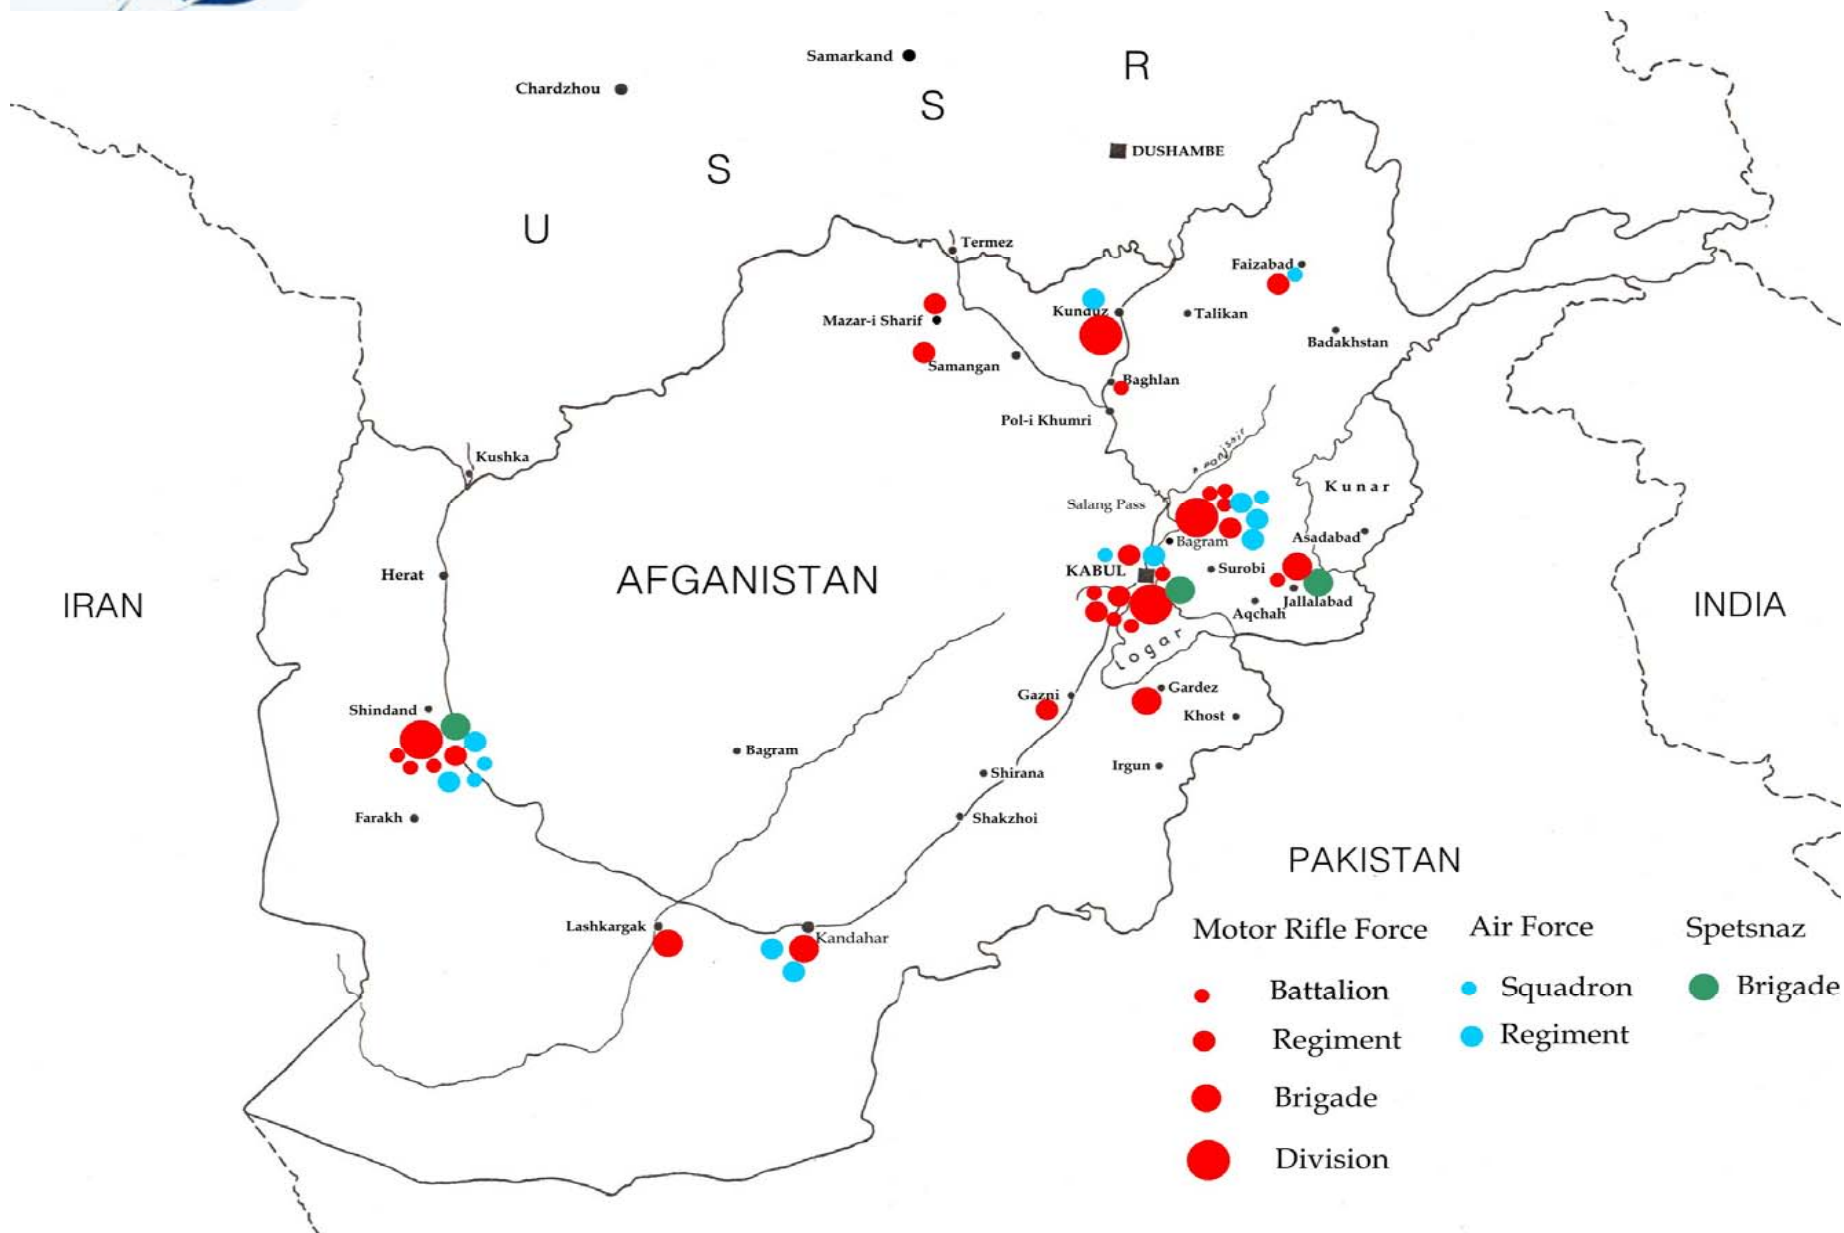 Samarkand
Chardzhou
U S S R
DUSHAMBE
Termez
Faizabad
Mazar-i Sharif
Kunduz
Talikan
Badakhstan
Samangan
Baghlan
Pol-i Khumri
Kushka
Panjsir
Kunar
Salang Pass
Asadabad
Bagram
KABUL
Surobi
Herat
AFGANISTAN
IRAN
INDIA
Jallalabad
Aqchah
Logar
Gazni
Gardez
Shindand
Khost
Bagram
Irgun
Shirana
Farakh
Shakzhoi
PAKISTAN
Lashkargak
Kandahar
Motor Rifle Force
Battalion
Regiment
Brigade
Division
Air Force
Squadron
Regiment
Spetsnaz
Brigade